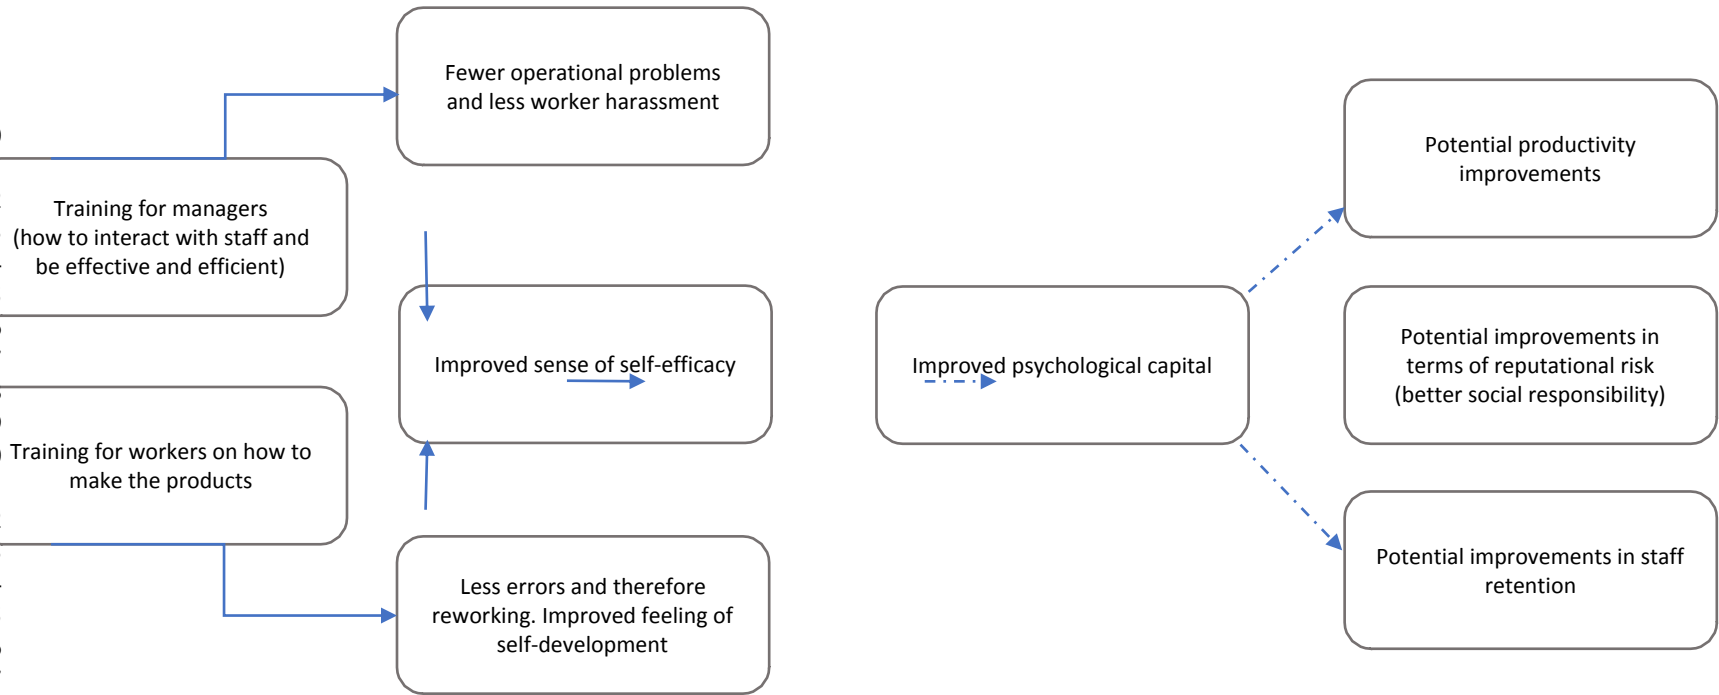 Fewer operational problems
and less worker harassment
Training for managers
(how to interact with staff and
be effective and efficient)
Improved sense of self-efficacy
Training for workers on how to
make the products
Less errors and therefore
reworking. Improved feeling of
self-development
Improved psychological capital
Potential productivity
improvements
Potential improvements in
terms of reputational risk
(better social responsibility)
Potential improvements in staff
retention